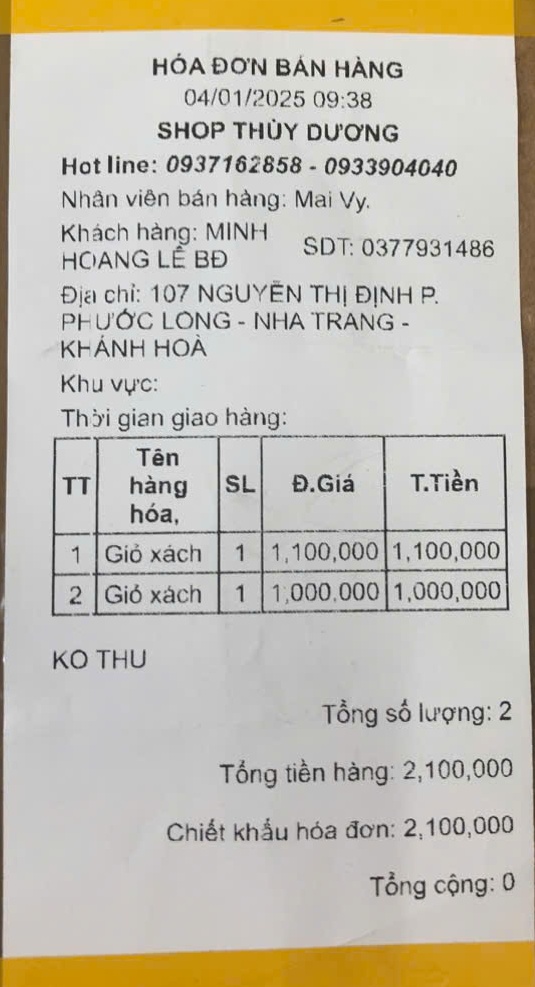 HÓA ĐƠN BÁN HÀNG
04/01/2025 09:38
SHOP THÙY DƯƠNG
Hot line: 0937162858 - 0933904040
Nhân viên bán hàng: Mai Vy.
Khách hàng: MINH
HOANG LÊ BĐ
SDT: 0377931486
Địa chỉ: 107 NGUYỄN THỊ ĐỊNH P.
PHƯỚC LONG - NHA TRANG -
KHÁNH HOÀ
Khu vực:
Thời gian giao hàng:
TT Tên hàng hóa, SL Đ.Giá T.Tiền
1 Giỏ xách 1 1,100,000 1,100,000
2 Giỏ xách 1 1,000,000 1,000,000
KO THU
Tổng số lượng: 2
Tổng tiền hàng: 2,100,000
Chiết khấu hóa đơn: 2,100,000
Tổng cộng: 0